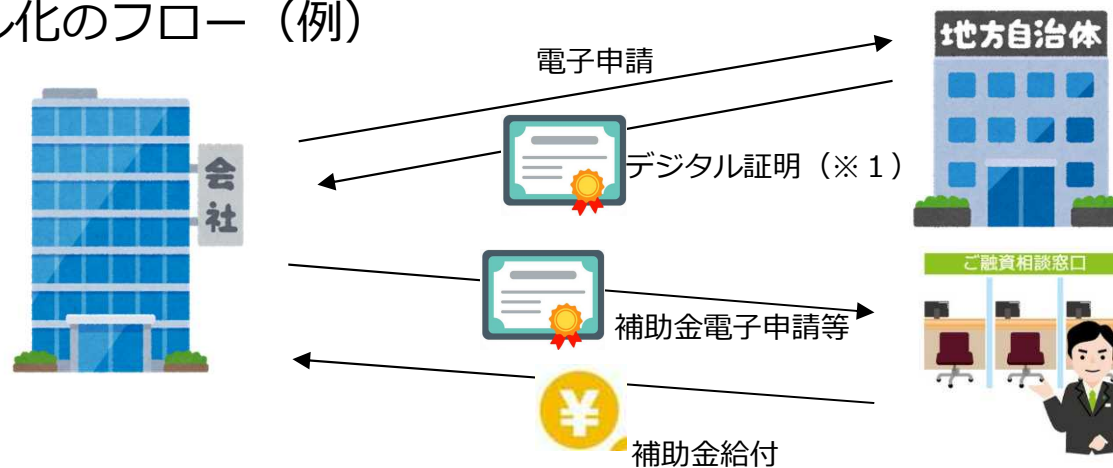 化のフロー（例）
電子申請
地方自治体
会社
デジタル証明（※１）
ご融資相談窓口
補助金電子申請等
¥
補助金給付